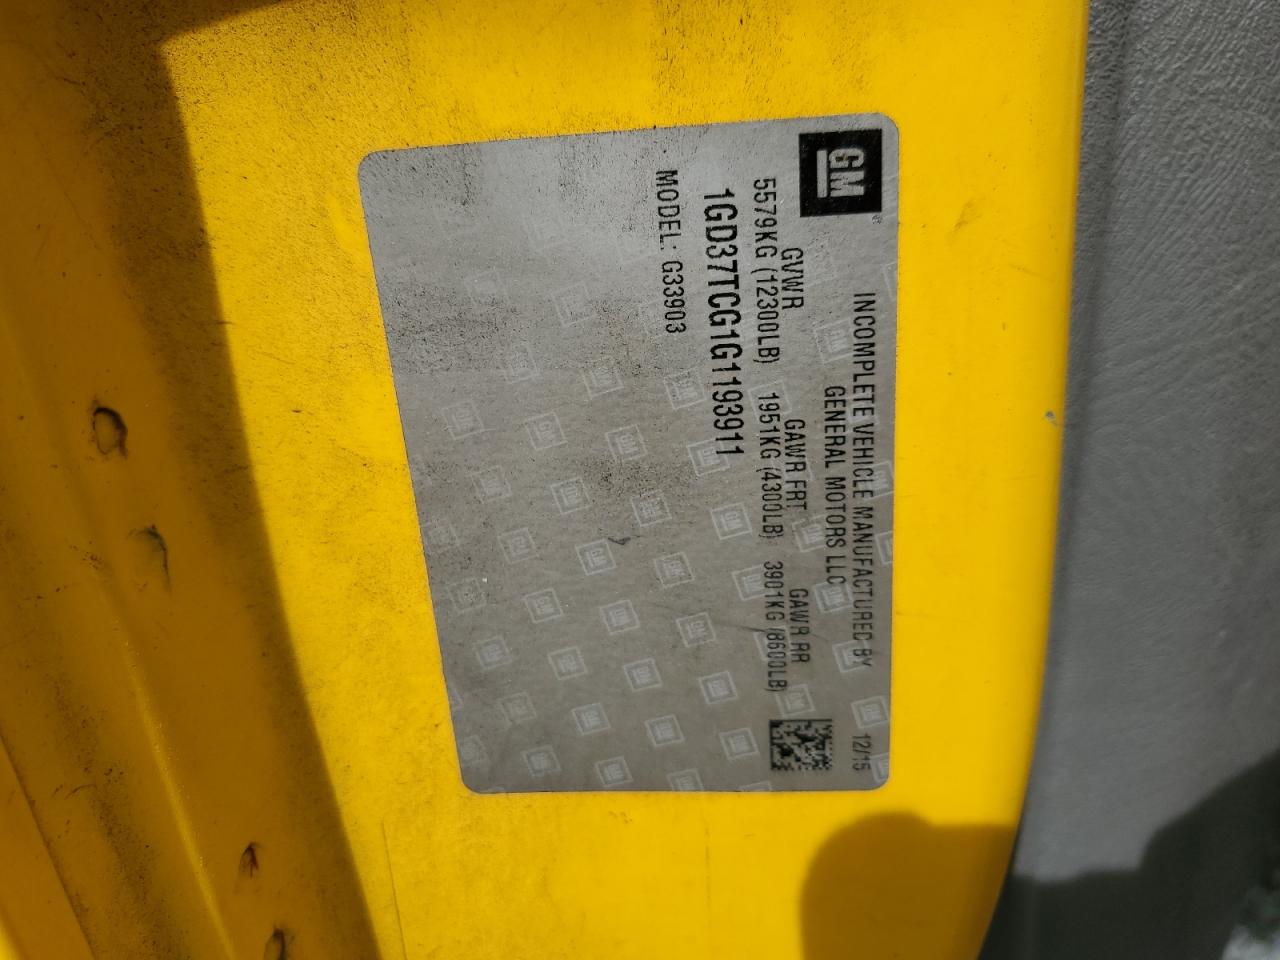 GM
INCOMPLETE VEHICLE MANUFACTURED BY 12/15
GENERAL MOTORS LLC
GVWR GAWR FRT GAWR RR
5579KG (12300LB) 1951KG (4300LB) 3901KG (8600LB)
1GD37TCG1G1193911
MODEL: G33903